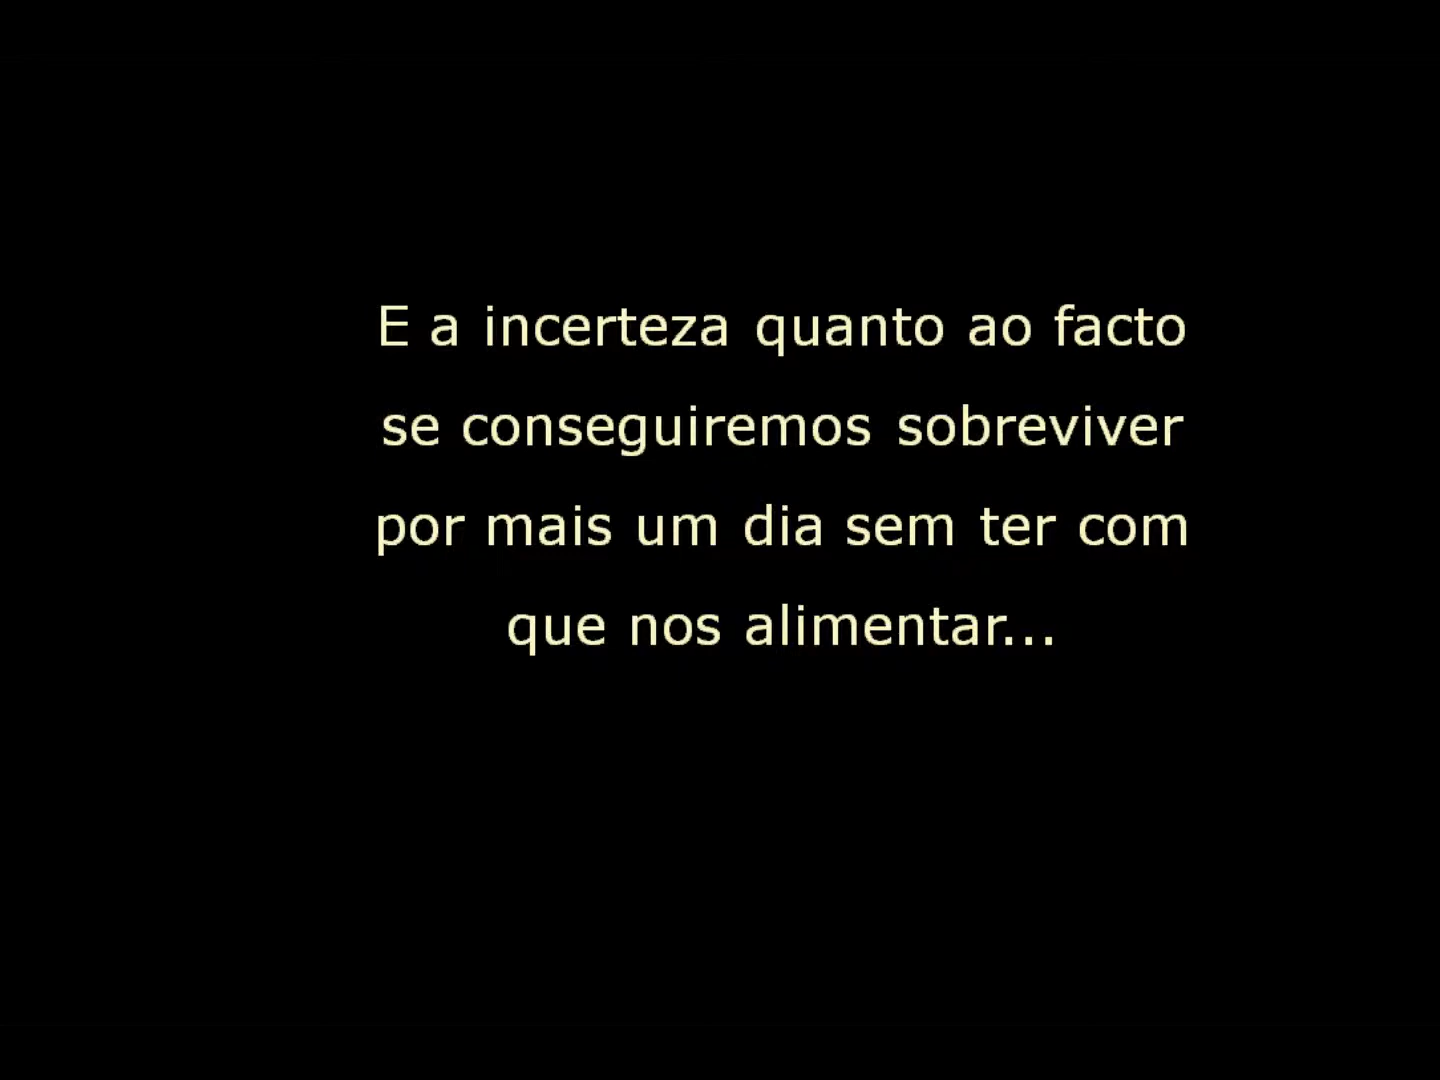 E a incerteza quanto ao facto
se conseguiremos sobreviver
por mais um dia sem ter com
que nos alimentar...